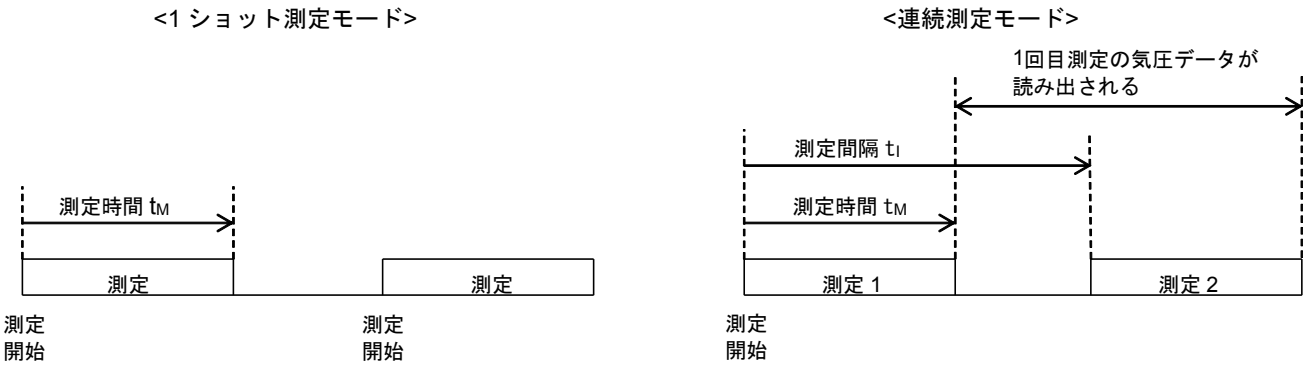 <1 ショット測定モード>
測定時間 tM
測定
測定
測定
開始
測定
開始
<連続測定モード>
1回目測定の気圧データが
読み出される
測定間隔 tI
測定時間 tM
測定 1
測定 2
測定
開始